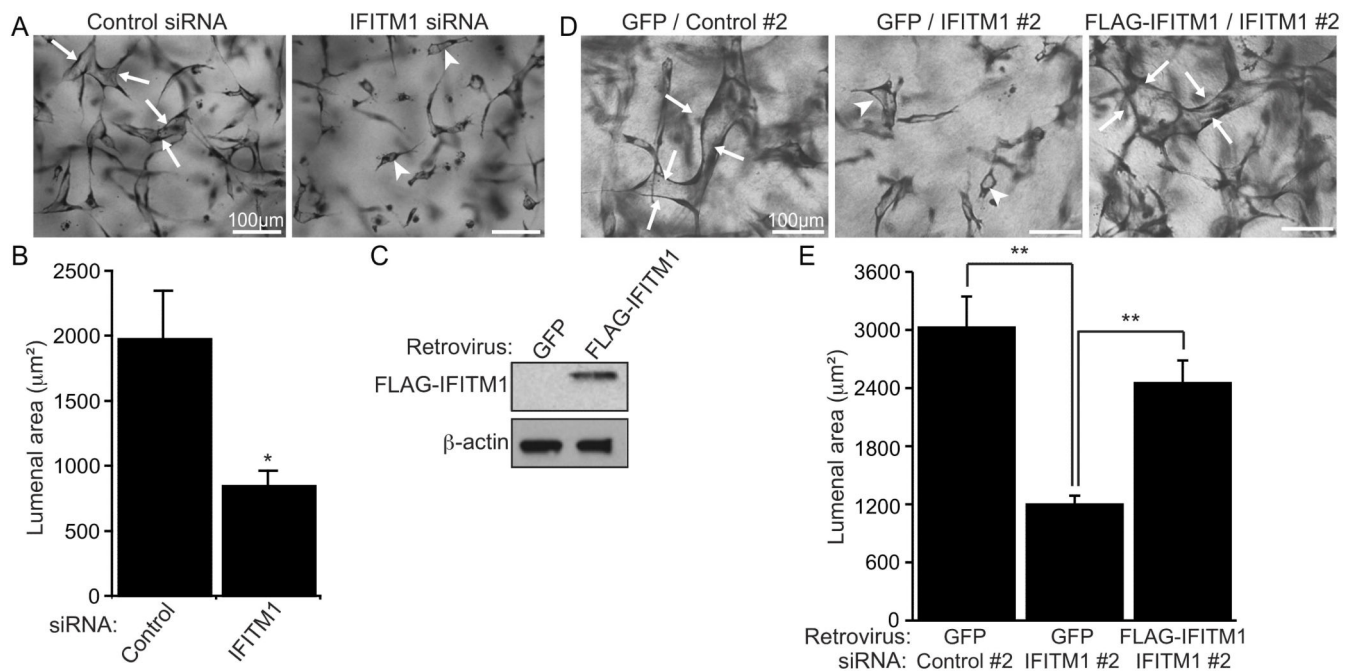 A
Control siRNA
IFITM1 siRNA
100µm
D
GFP / Control #2
GFP / IFITM1 #2
FLAG-IFITM1 / IFITM1 #2
100µm
B
Lumenal area (µm²)
2500
2000
1500
1000
500
0
*
siRNA:
Control
IFITM1
C
Retrovirus:
GFP
FLAG-IFITM1
FLAG-IFITM1
β-actin
E
Lumenal area (µm²)
3600
3000
2400
1800
1200
600
0
**
**
Retrovirus: GFP GFP FLAG-IFITM1
siRNA: Control #2 IFITM1 #2 IFITM1 #2